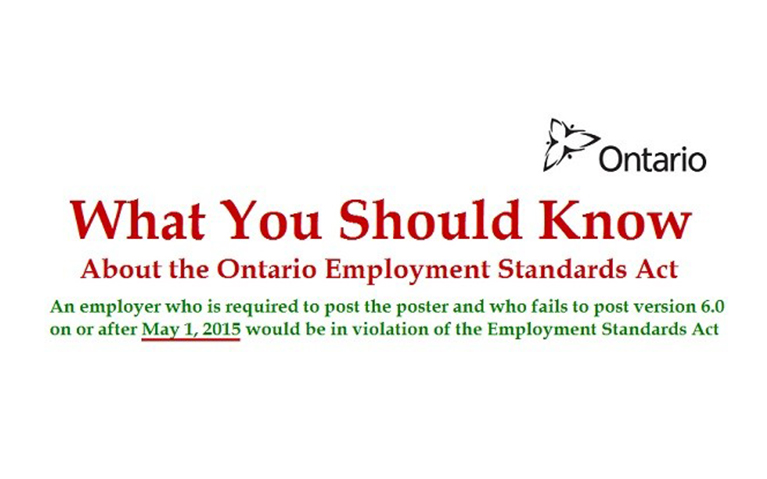 Ontario
What You Should Know
About the Ontario Employment Standards Act
An employer who is required to post the poster and who fails to post version 6.0
on or after May 1, 2015 would be in violation of the Employment Standards Act